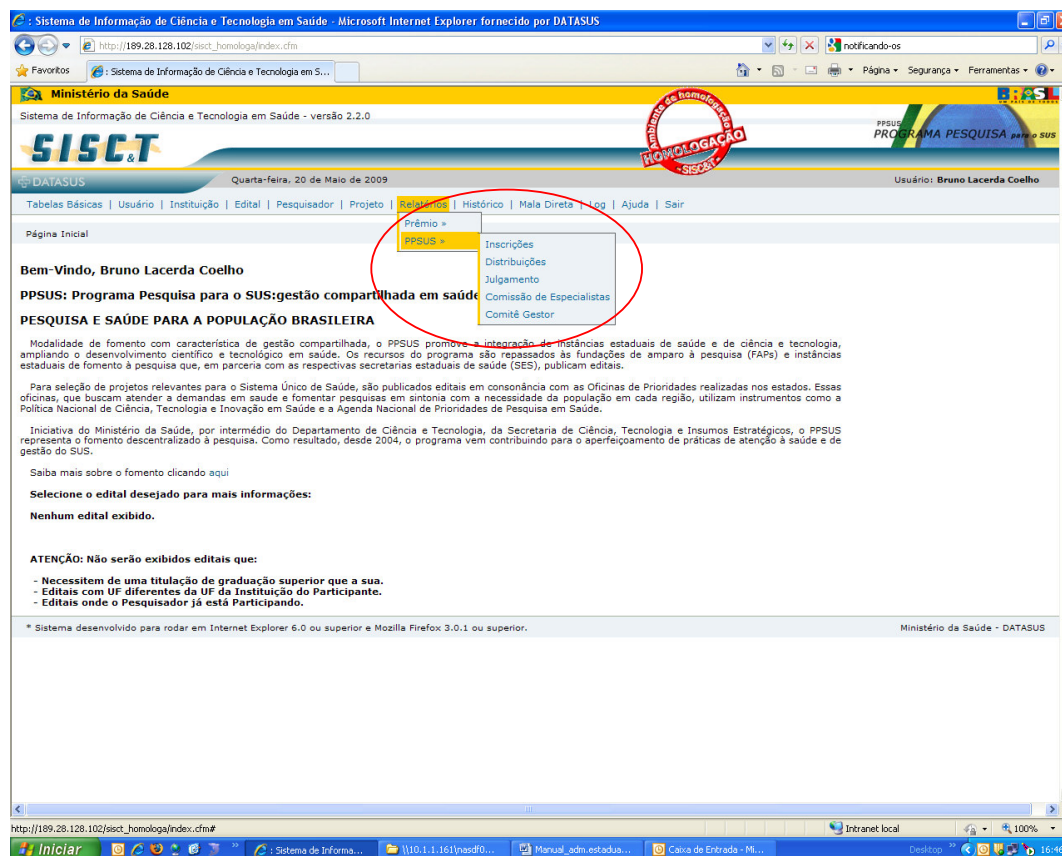 : Sistema de Informação de Ciência e Tecnologia em Saúde - Microsoft Internet Explorer fornecido por DATASUS
http://189.28.128.102/sisct_homologa/index.cfm
notificando-os
Favoritos
: Sistema de Informação de Ciência e Tecnologia em S...
Página
Segurança
Ferramentas
Ministério da Saúde
BRASIL
UM PAÍS DE TODOS
Sistema de Informação de Ciência e Tecnologia em Saúde - versão 2.2.0
SISC&T
Ambiente de homologação
HOMOLOGAÇÃO
-SISC&T-
PPSUS
PROGRAMA PESQUISA para o SUS
DATASUS
Quarta-feira, 20 de Maio de 2009
Usuário: Bruno Lacerda Coelho
Tabelas Básicas | Usuário | Instituição | Edital | Pesquisador | Projeto | Relatórios | Histórico | Mala Direta | Log | Ajuda | Sair
Prêmio »
PPSUS »
Inscrições
Distribuições
Julgamento
Comissão de Especialistas
Comitê Gestor
Página Inicial
Bem-Vindo, Bruno Lacerda Coelho
PPSUS: Programa Pesquisa para o SUS:gestão compartilhada em saúde
PESQUISA E SAÚDE PARA A POPULAÇÃO BRASILEIRA
Modalidade de fomento com característica de gestão compartilhada, o PPSUS promove a integração de instâncias estaduais de saúde e de ciência e tecnologia,
ampliando o desenvolvimento científico e tecnológico em saúde. Os recursos do programa são repassados às fundações de amparo à pesquisa (FAPs) e instâncias
estaduais de fomento à pesquisa que, em parceria com as respectivas secretarias estaduais de saúde (SES), publicam editais.
Para seleção de projetos relevantes para o Sistema Único de Saúde, são publicados editais em consonância com as Oficinas de Prioridades realizadas nos estados. Essas
oficinas, que buscam atender a demandas em saude e fomentar pesquisas em sintonia com a necessidade da população em cada região, utilizam instrumentos como a
Política Nacional de Ciência, Tecnologia e Inovação em Saúde e a Agenda Nacional de Prioridades de Pesquisa em Saúde.
Iniciativa do Ministério da Saúde, por intermédio do Departamento de Ciência e Tecnologia, da Secretaria de Ciência, Tecnologia e Insumos Estratégicos, o PPSUS
representa o fomento descentralizado à pesquisa. Como resultado, desde 2004, o programa vem contribuindo para o aperfeiçoamento de práticas de atenção à saúde e de
gestão do SUS.
Saiba mais sobre o fomento clicando aqui
Selecione o edital desejado para mais informações:
Nenhum edital exibido.
ATENÇÃO: Não serão exibidos editais que:
- Necessitem de uma titulação de graduação superior que a sua.
- Editais com UF diferentes da UF da Instituição do Participante.
- Editais onde o Pesquisador já está Participando.
* Sistema desenvolvido para rodar em Internet Explorer 6.0 ou superior e Mozilla Firefox 3.0.1 ou superior.
Ministério da Saúde - DATASUS
http://189.28.128.102/sisct_homologa/index.cfm#
Intranet local
100%
Iniciar
: Sistema de Informa...
\\10.1.1.161\nasdf0...
Manual_adm.estadua...
Caixa de Entrada - Mi...
Desktop
16:46